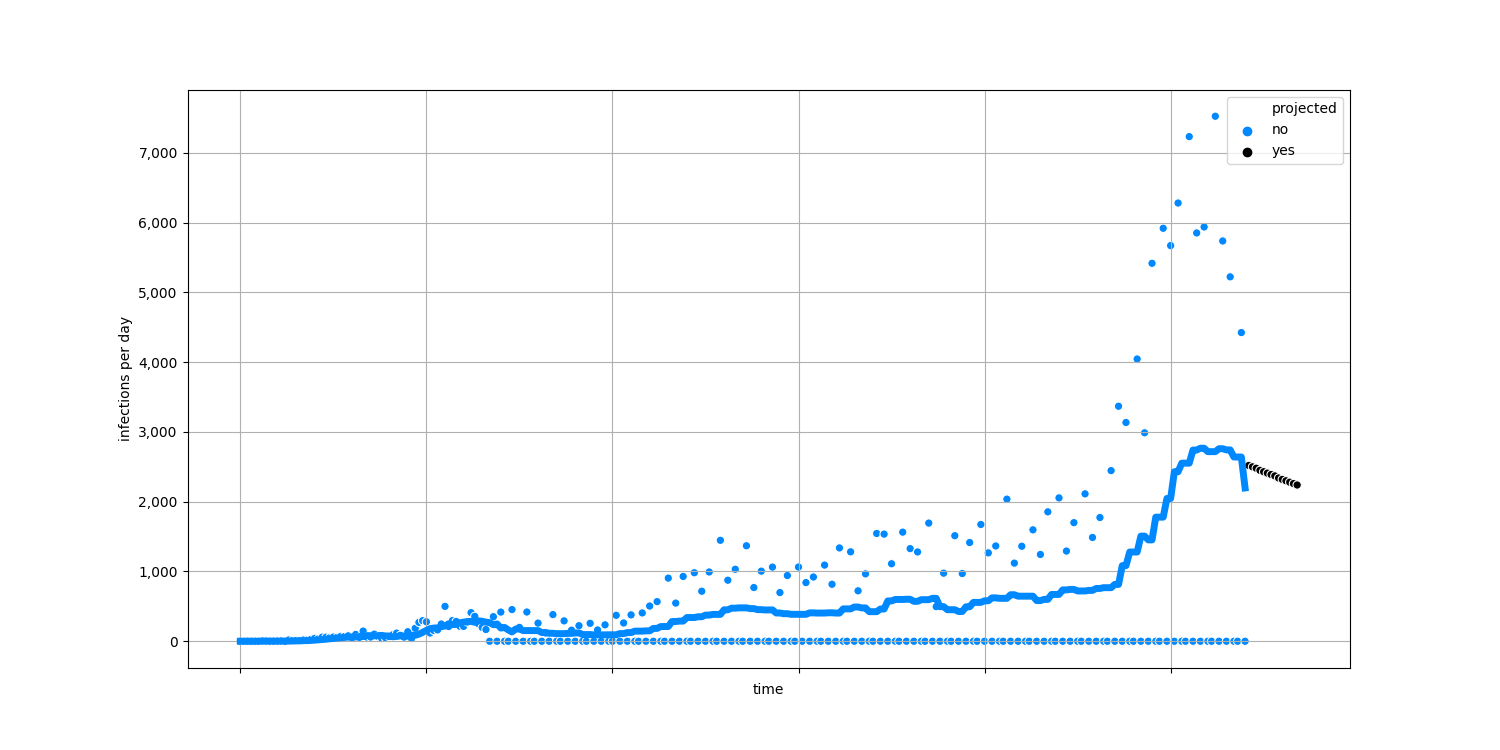 projected
no
yes
7,000
6,000
5,000
4,000
3,000
2,000
1,000
0
infections per day
time